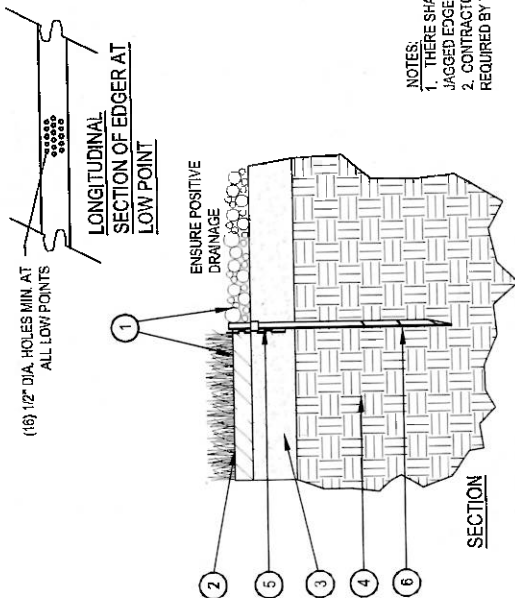 (16) 1/2" DIA. HOLES MIN. AT
ALL LOW POINTS
LONGITUDINAL
SECTION OF EDGER AT
LOW POINT
1
ENSURE POSITIVE
DRAINAGE
2
5
3
4
6
SECTION
NOTES:
1. THERE SHA
JAGGED EDGE
2. CONTRACTO
REQUIRED BY